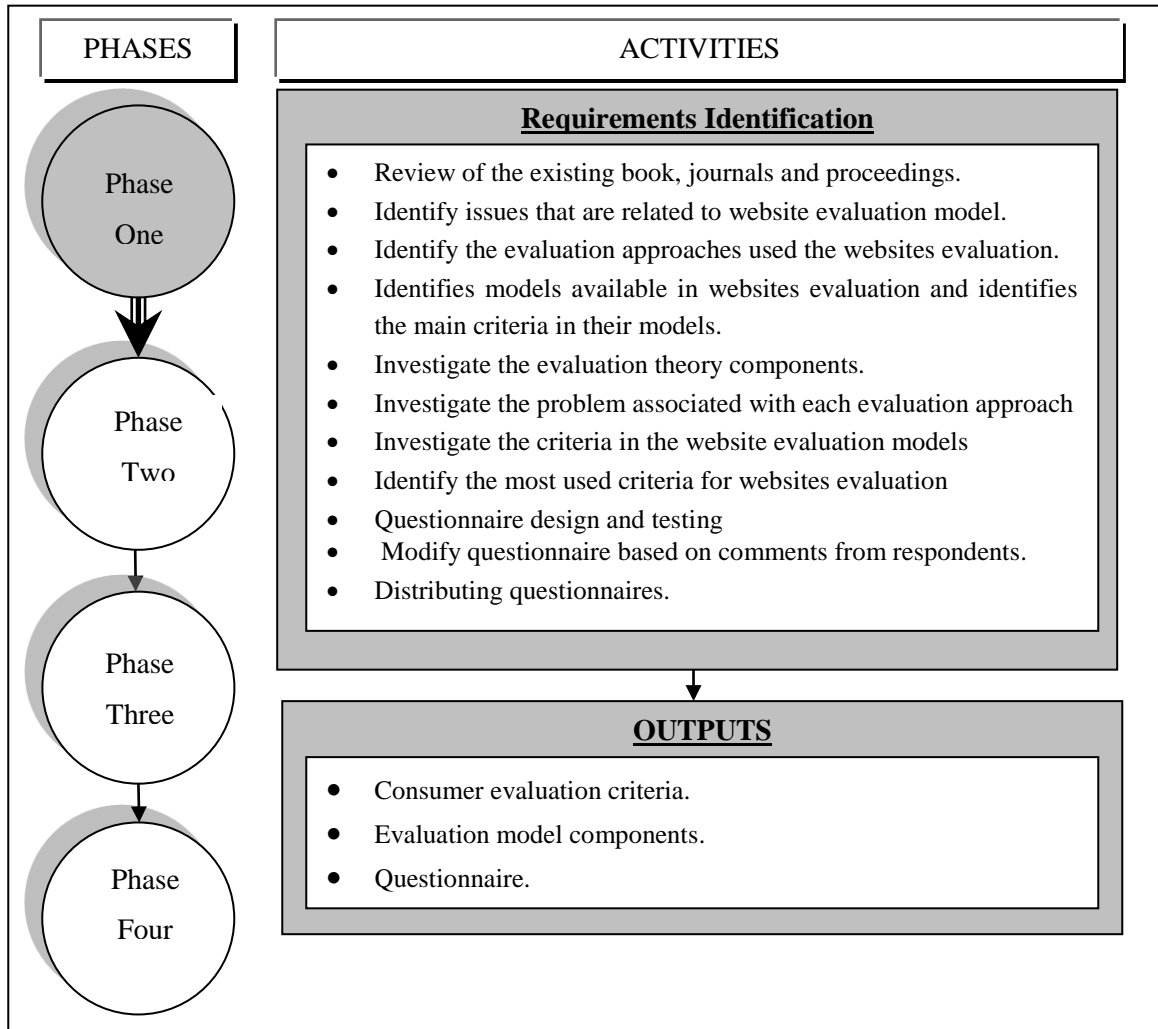 PHASES
ACTIVITIES
Phase
One
Phase
Two
Phase
Three
Phase
Four
Requirements Identification
• Review of the existing book, journals and proceedings.
• Identify issues that are related to website evaluation model.
• Identify the evaluation approaches used the websites evaluation.
• Identifies models available in websites evaluation and identifies
the main criteria in their models.
• Investigate the evaluation theory components.
• Investigate the problem associated with each evaluation approach
• Investigate the criteria in the website evaluation models
• Identify the most used criteria for websites evaluation
• Questionnaire design and testing
• Modify questionnaire based on comments from respondents.
• Distributing questionnaires.
OUTPUTS
• Consumer evaluation criteria.
• Evaluation model components.
• Questionnaire.